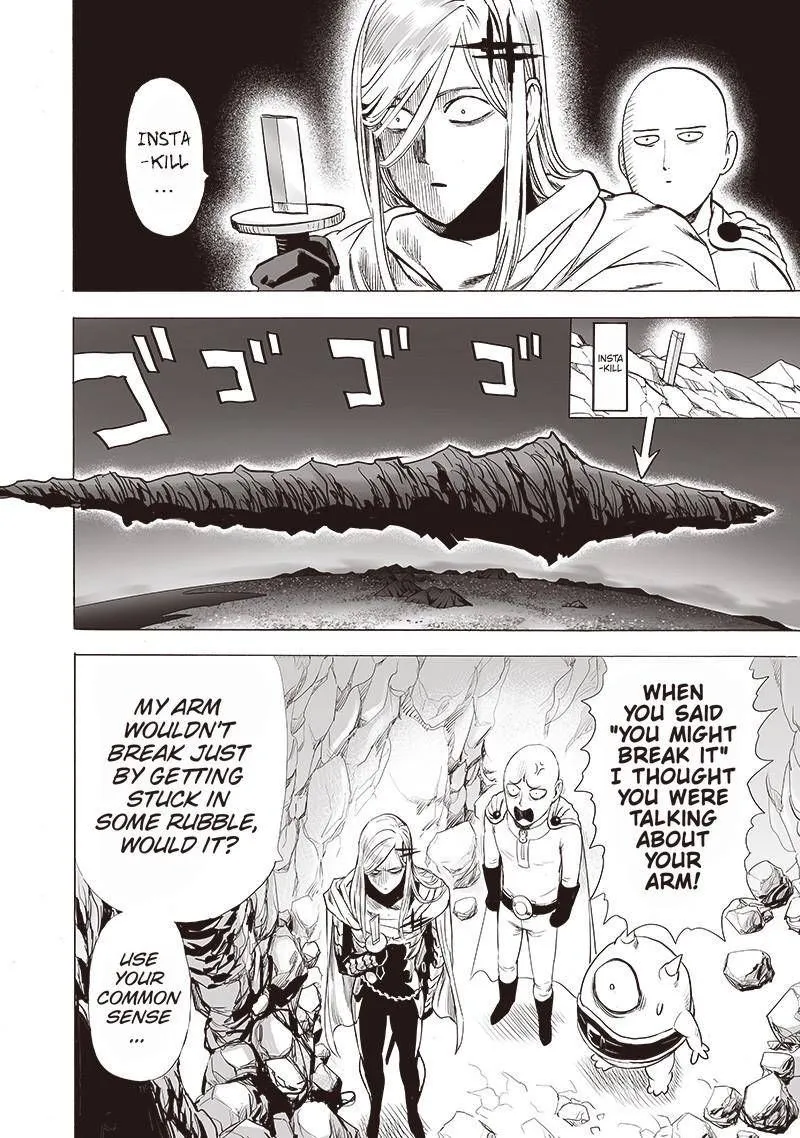 INSTA
-KILL
...
ゴゴゴゴ
INSTA
-KILL
WHEN
YOU SAID
"YOU MIGHT
BREAK IT"
I THOUGHT
YOU WERE
TALKING
ABOUT
YOUR
ARM!
MY ARM
WOULDN'T
BREAK JUST
BY GETTING
STUCK IN
SOME RUBBLE,
WOULD IT?
USE
YOUR
COMMON
SENSE
...